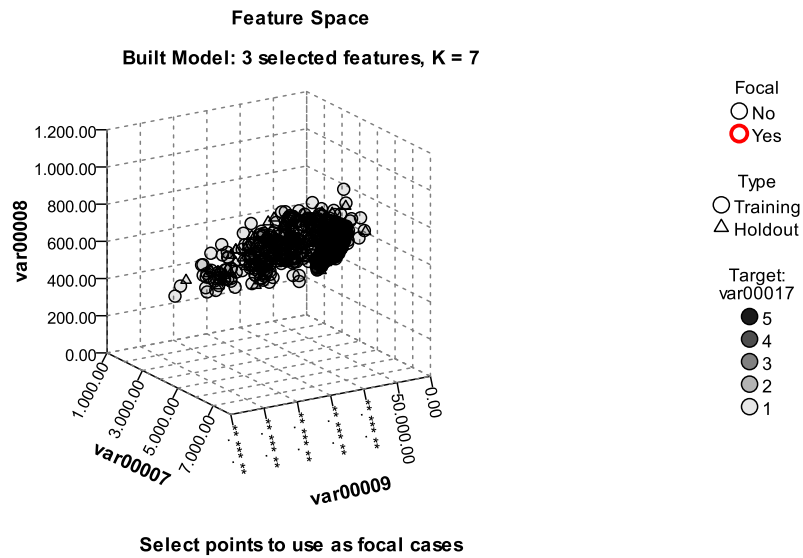 Feature Space
Built Model: 3 selected features, K = 7
Focal
No
Yes
Type
Training
Holdout
Target:
var00017
5
4
3
2
1
var00008
1.200.00
1.000.00
800.00
600.00
400.00
200.00
0.00
1.000.00
3.000.00
5.000.00
7.000.00
var00007
50.000.00
0.00
var00009
Select points to use as focal cases